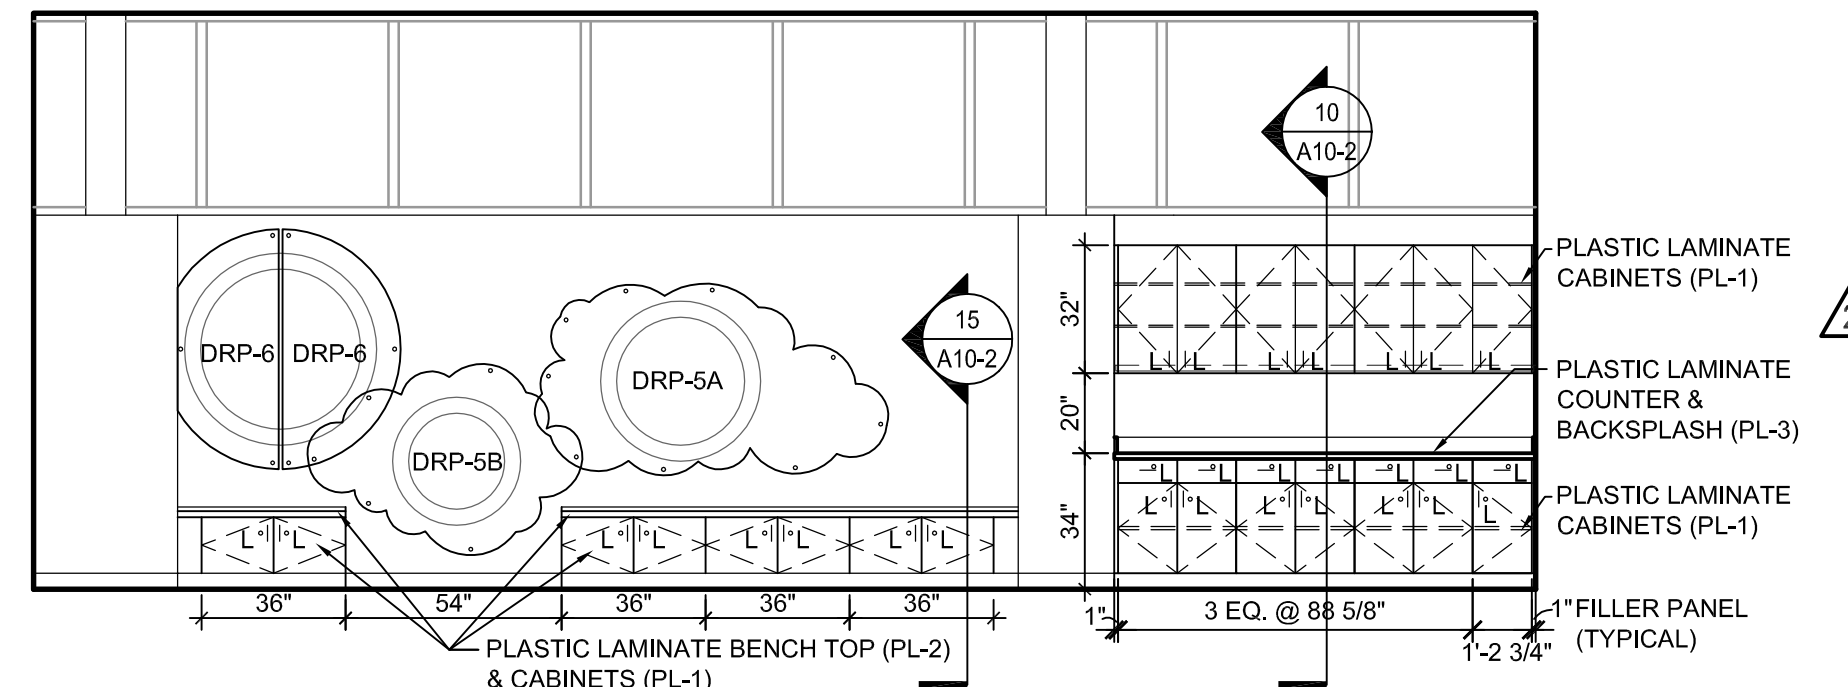 10
A10-2
PLASTIC LAMINATE
CABINETS (PL-1)
32"
15
A10-2
DRP-6 DRP-6
DRP-5A
L L L L L L L
PLASTIC LAMINATE
COUNTER &
BACKSPLASH (PL-3)
20"
DRP-5B
L L L L L L L
L L L L L L L
PLASTIC LAMINATE
CABINETS (PL-1)
34"
L L L L L L L L
36" 54" 36" 36" 36"
1" 3 EQ. @ 88 5/8" 1" FILLER PANEL
(TYPICAL)
1'-2 3/4"
PLASTIC LAMINATE BENCH TOP (PL-2)
& CABINETS (PL-1)